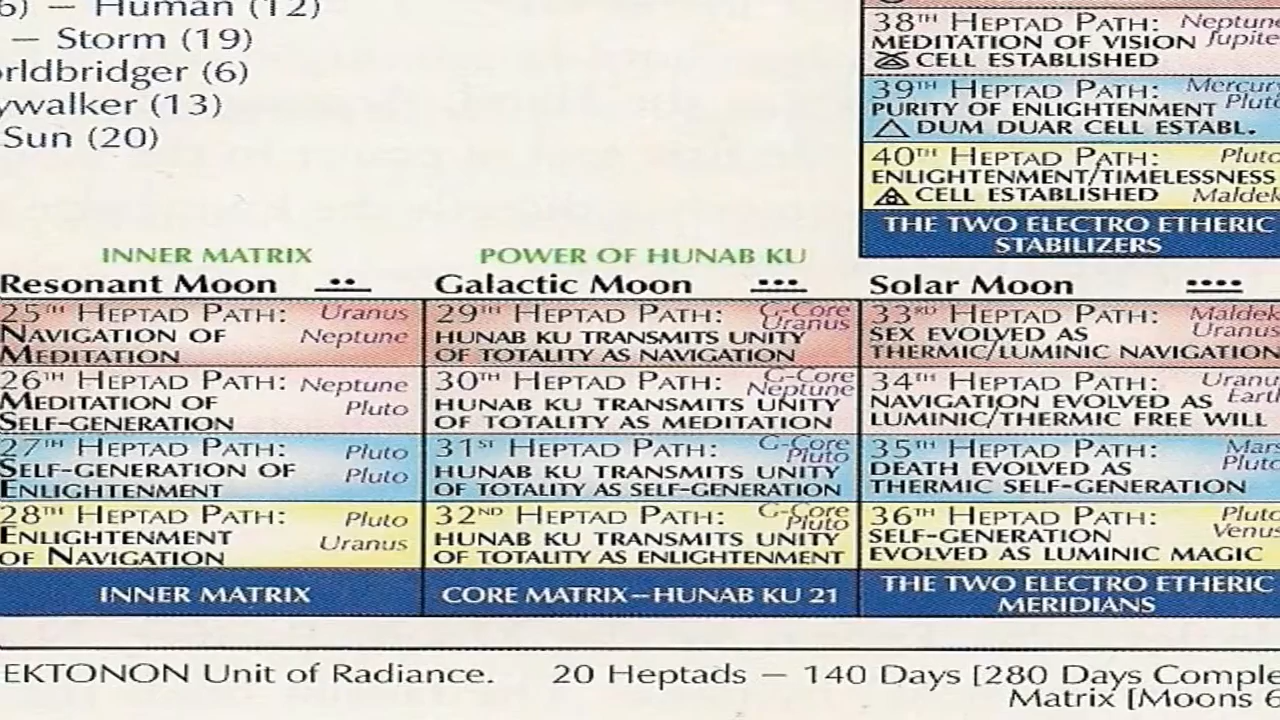 – Human (12)
– Storm (19)
(6)
(13)
Sun (20)
38TH HEPTAD PATH: Neptune
MEDITATION OF VISION Jupiter
CELL ESTABLISHED
39TH HEPTAD PATH: Mercury
PURITY OF ENLIGHTENMENT Pluto
DUM DUAR CELL ESTABL.
40TH HEPTAD PATH: Pluto
ENLIGHTENMENT/TIMELESSNESS
CELL ESTABLISHED Maldek
THE TWO ELECTRO ETHERIC
STABILIZERS
INNER MATRIX
Resonant Moon
25TH HEPTAD PATH: Uranus
NAVIGATION OF Neptune
MEDITATION
26TH HEPTAD PATH: Neptune
MEDITATION OF Pluto
SELF-GENERATION
27TH HEPTAD PATH: Pluto
SELF-GENERATION OF Pluto
ENLIGHTENMENT
28TH HEPTAD PATH: Pluto
ENLIGHTENMENT Uranus
OF NAVIGATION
INNER MATRIX
POWER OF HUNAB KU
Galactic Moon
29TH HEPTAD PATH: G-Core
Uranus
HUNAB KU TRANSMITS UNITY
OF TOTALITY AS NAVIGATION
30TH HEPTAD PATH: G-Core
Neptune
HUNAB KU TRANSMITS UNITY
OF TOTALITY AS MEDITATION
31ST HEPTAD PATH: G-Core
Pluto
HUNAB KU TRANSMITS UNITY
OF TOTALITY AS SELF-GENERATION
32ND HEPTAD PATH: G-Core
Pluto
HUNAB KU TRANSMITS UNITY
OF TOTALITY AS ENLIGHTENMENT
CORE MATRIX–HUNAB KU 21
Solar Moon
33RD HEPTAD PATH: Maldek
SEX EVOLVED AS Uranus
THERMIC/LUMINIC NAVIGATION
34TH HEPTAD PATH: Uranu
NAVIGATION EVOLVED AS Earth
LUMINIC/THERMIC FREE WILL
35TH HEPTAD PATH: Mars
DEATH EVOLVED AS Pluto
THERMIC SELF-GENERATION
36TH HEPTAD PATH: Pluto
SELF-GENERATION Venus
EVOLVED AS LUMINIC MAGIC
THE TWO ELECTRO ETHERIC
MERIDIANS
EKTONON Unit of Radiance. 20 Heptads – 140 Days [280 Days Comple
Matrix [Moons 6